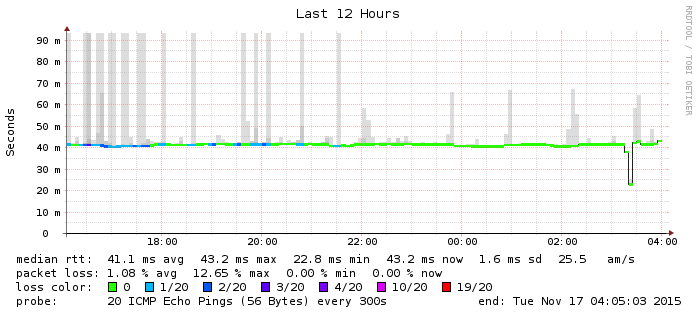 Last 12 Hours
RRDTOOL / TOBI OETIKER
Seconds
90 m
80 m
70 m
60 m
50 m
40 m
30 m
20 m
10 m
0
18:00 20:00 22:00 00:00 02:00 04:00
median rtt: 41.1 ms avg 43.2 ms max 22.8 ms min 43.2 ms now 1.6 ms sd 25.5 am/s
packet loss: 1.08 % avg 12.65 % max 0.00 % min 0.00 % now
loss color: 0 1/20 2/20 3/20 4/20 10/20 19/20
probe: 20 ICMP Echo Pings (56 Bytes) every 300s end: Tue Nov 17 04:05:03 2015